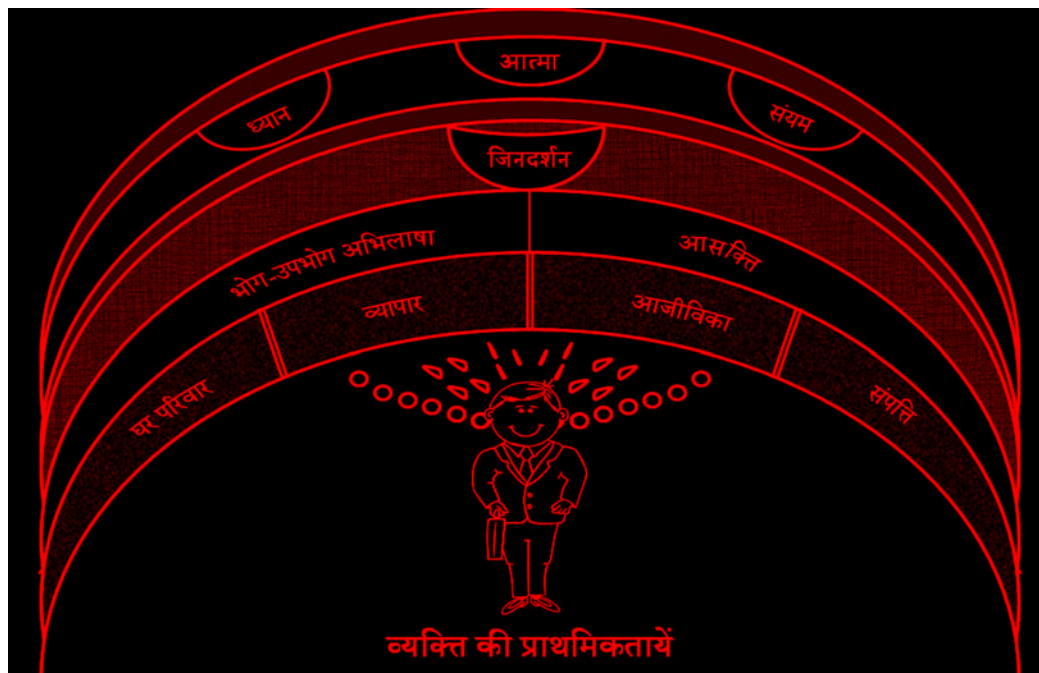 आत्मा
ध्यान
संयम
जिनदर्शन
भोग-उपभोग अभिलाषा
आसक्ति
व्यापार
आजीविका
घर परिवार
संपत्ति
व्यक्ति की प्राथमिकतायें